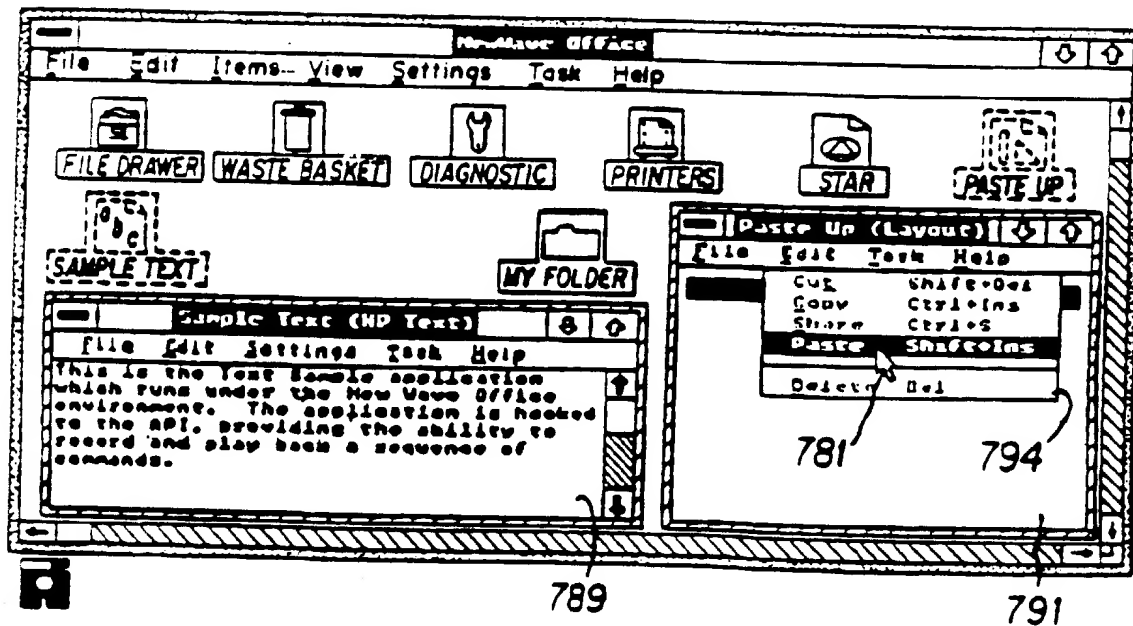 NewWave Office
File Edit Items... View Settings Task Help
FILE DRAWER WASTE BASKET DIAGNOSTIC PRINTERS STAR PASTE UP
SAMPLE TEXT MY FOLDER
Paste Up (Layout)
File Edit Task Help
Cut Shift+Del
Copy Ctrl+Ins
Share Ctrl+S
Paste Shift+Ins
Delete Del
Sample Text (HP Text)
File Edit Settings Task Help
This is the Text Sample application
which runs under the New Wave Office
environment. The application is hooked
to the API, providing the ability to
record and play back a sequence of
commands.
781 794
789 791